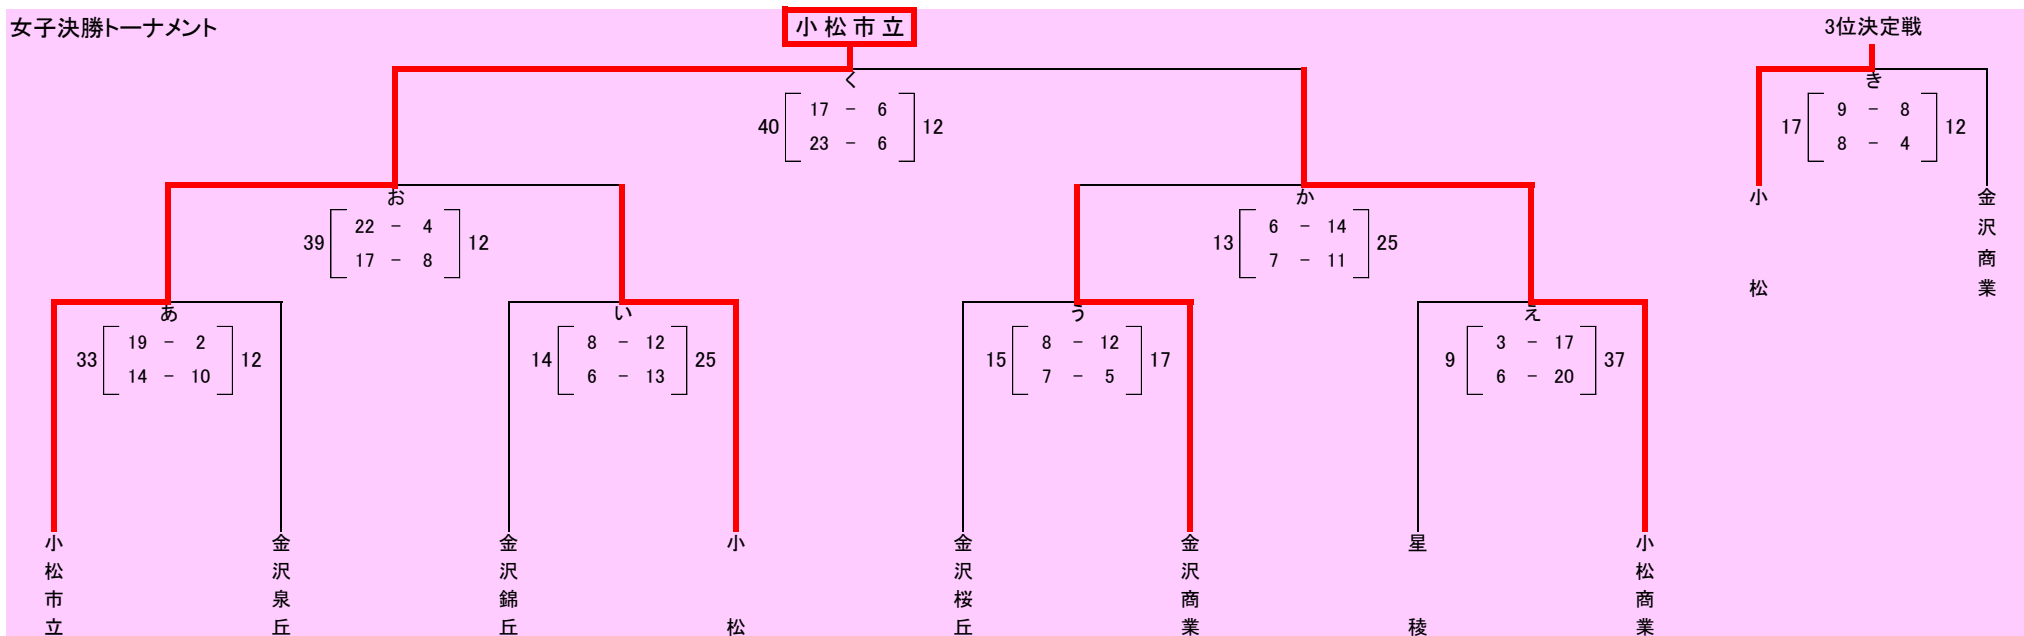 女子決勝トーナメント
小松市立
3位決定戦
く
40 17 - 6 12
23 - 6
き
17 9 - 8 12
8 - 4
小松
金沢商業
お
39 22 - 4 12
17 - 8
か
13 6 - 14 25
7 - 11
あ
33 19 - 2 12
14 - 10
い
14 8 - 12 25
6 - 13
う
15 8 - 12 17
7 - 5
え
9 3 - 17 37
6 - 20
小松市立
金沢泉丘
金沢錦丘
小松
金沢桜丘
金沢商業
星稜
小松商業